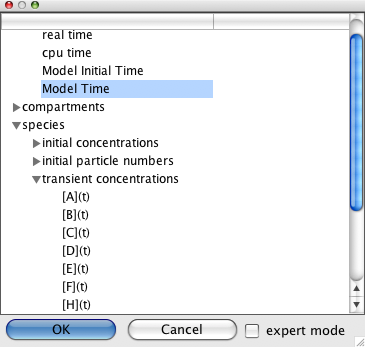 real time
cpu time
Model Initial Time
Model Time
compartments
species
initial concentrations
initial particle numbers
transient concentrations
[A](t)
[B](t)
[C](t)
[D](t)
[E](t)
[F](t)
[H](t)
OK Cancel expert mode